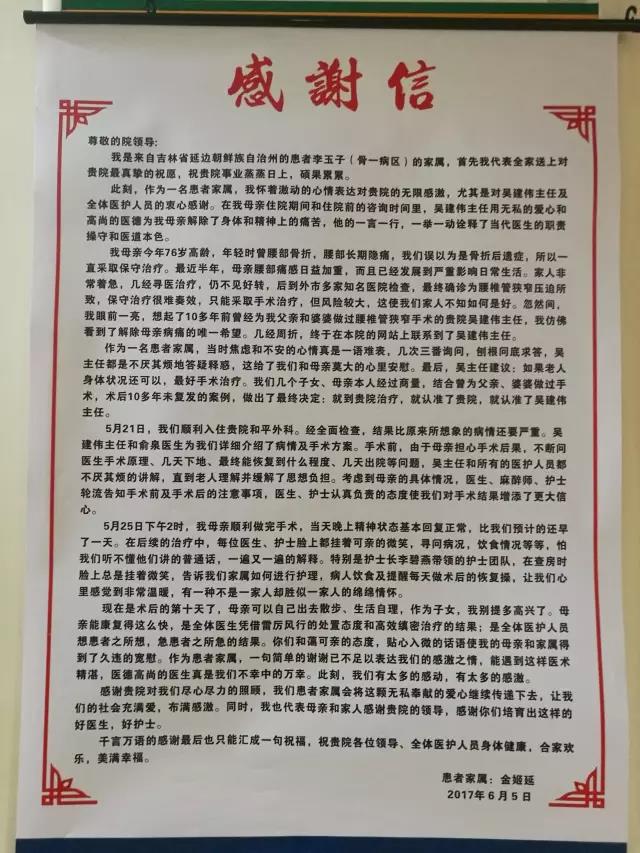 感謝信
尊敬的院领导：
我是来自吉林省延边朝鲜族自治州的患者李玉子（骨一病区）的家属，首先我代表全家送上对
贵院最真挚的祝愿，祝贵院事业蒸蒸日上，硕果累累。
此刻，作为一名患者家属，我怀着激动的心情表达对贵院的无限感激，尤其是对吴建伟主任及
全体医护人员的衷心感谢。在我母亲住院期间和住院前的咨询时间里，吴建伟主任用无私的爱心和
高尚的医德为我母亲解除了身体和精神上的痛苦，他的一言一行，一举一动诠释了当代医生的职责
操守和医道本色。
我母亲今年76岁高龄，年轻时曾腰部骨折，腰部长期隐痛，我们误以为是骨折后遗症，所以一
直采取保守治疗。最近半年，母亲腰部痛感日益加重，而且已经发展到严重影响日常生活。家人非
常着急，几经寻医治疗，仍不见好转，后到外市多家知名医院检查，最终确诊为腰椎管狭窄压迫所
致，保守治疗很难奏效，只能采取手术治疗，但风险较大，这使我们家人不知如何是好。忽然间，
我眼前一亮，想起了10多年前曾经为我父亲和婆婆做过腰椎管狭窄手术的贵院吴建伟主任，我仿佛
看到了解除母亲病痛的唯一希望。几经周折，终于在本院的网站上联系到了吴建伟主任。
作为一名患者家属，当时焦虑和不安的心情真是一语难表，几次三番询问，刨根问底求答，吴
主任都是不厌其烦地答疑释惑，这给了我们和母亲莫大的心里安慰。最后，吴主任建议：如果老人
身体状况还可以，最好手术治疗。我们几个子女、母亲本人经过商量，结合曾为父亲、婆婆做过手
术，术后10多年未复发的案例，做出了最终决定：就到贵院治疗，就认准了贵院，就认准了吴建伟
主任。
5月21日，我们顺利入住贵院和平外科。经全面检查，结果比原来所想象的病情还要严重。吴
建伟主任和俞泉医生为我们详细介绍了病情及手术方案。手术前，由于母亲担心手术后果，不断问
医生手术原理、几天下地、最终能恢复到什么程度、几天出院等问题，吴主任和所有的医护人员都
不厌其烦的讲解，直到老人理解并缓解了思想负担。考虑到母亲的具体情况，医生、麻醉师、护士
轮流告知手术前及手术后的注意事项，医生、护士认真负责的态度使我们对手术结果增添了更大信
心。
5月25日下午2时，我母亲顺利做完手术，当天晚上精神状态基本回复正常，比我们预计的还早
了一天。在后续的治疗中，每位医生、护士脸上都挂着可亲的微笑，寻问病况，饮食情况等等，怕
我们听不懂他们讲的普通话，一遍又一遍的解释。特别是护士长李碧燕带领的护士团队，在查房时
脸上总是挂着微笑，告诉我们家属如何进行护理，病人饮食及提醒每天做术后的恢复操，让我们心
里感觉到非常温暖，有一种不是一家人却胜似一家人的绵绵情怀。
现在是术后的第十天了，母亲可以自己出去散步、生活自理，作为子女，我别提多高兴了。母
亲能康复得这么快，是全体医生凭借雷厉风行的处置态度和高效缜密治疗的结果；是全体医护人员
想患者之所想，急患者之所急的结果。你们和蔼可亲的态度，贴心入微的话语使我的母亲和家属得
到了久违的宽慰。作为患者家属，一句简单的谢谢已不足以表达我们的感激之情，能遇到这样医术
精湛，医德高尚的医生真是我们不幸中的万幸。此刻，我们有太多的感动，有太多的感激。
感谢贵院对我们尽心尽力的照顾，我们患者家属会将这颗无私奉献的爱心继续传递下去，让我
们的社会充满爱，布满感激。同时，我也代表母亲和家人感谢贵院的领导，感谢你们培育出这样的
好医生，好护士。
千言万语的感谢最后也只能汇成一句祝福，祝贵院各位领导、全体医护人员身体健康，合家欢
乐，美满幸福。
患者家属：金姬延
2017年6月5日